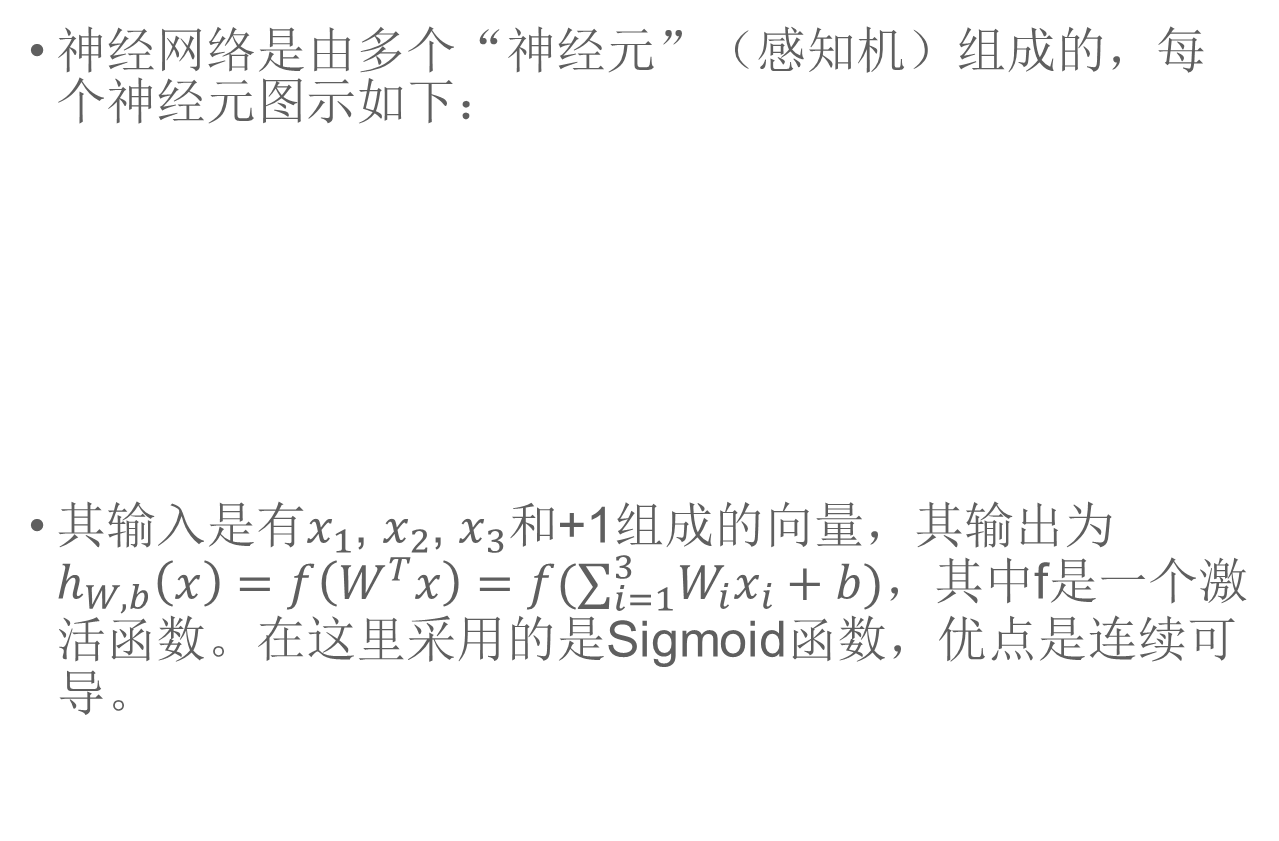 • 神经网络是由多个“神经元”（感知机）组成的，每
个神经元图示如下：
• 其输入是有𝑥₁, 𝑥₂, 𝑥₃和+1组成的向量，其输出为
ℎ_{𝑊,𝑏}(𝑥) = 𝑓(𝑊ᵀ𝑥) = 𝑓(∑_{𝑖=1}^{3} 𝑊ᵢ𝑥ᵢ + 𝑏)，其中f是一个激
活函数。在这里采用的是Sigmoid函数，优点是连续可
导。